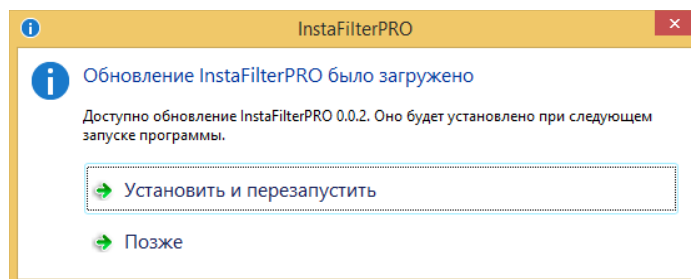 InstaFilterPRO
Обновление InstaFilterPRO было загружено
Доступно обновление InstaFilterPRO 0.0.2. Оно будет установлено при следующем
запуске программы.
Установить и перезапустить
Позже